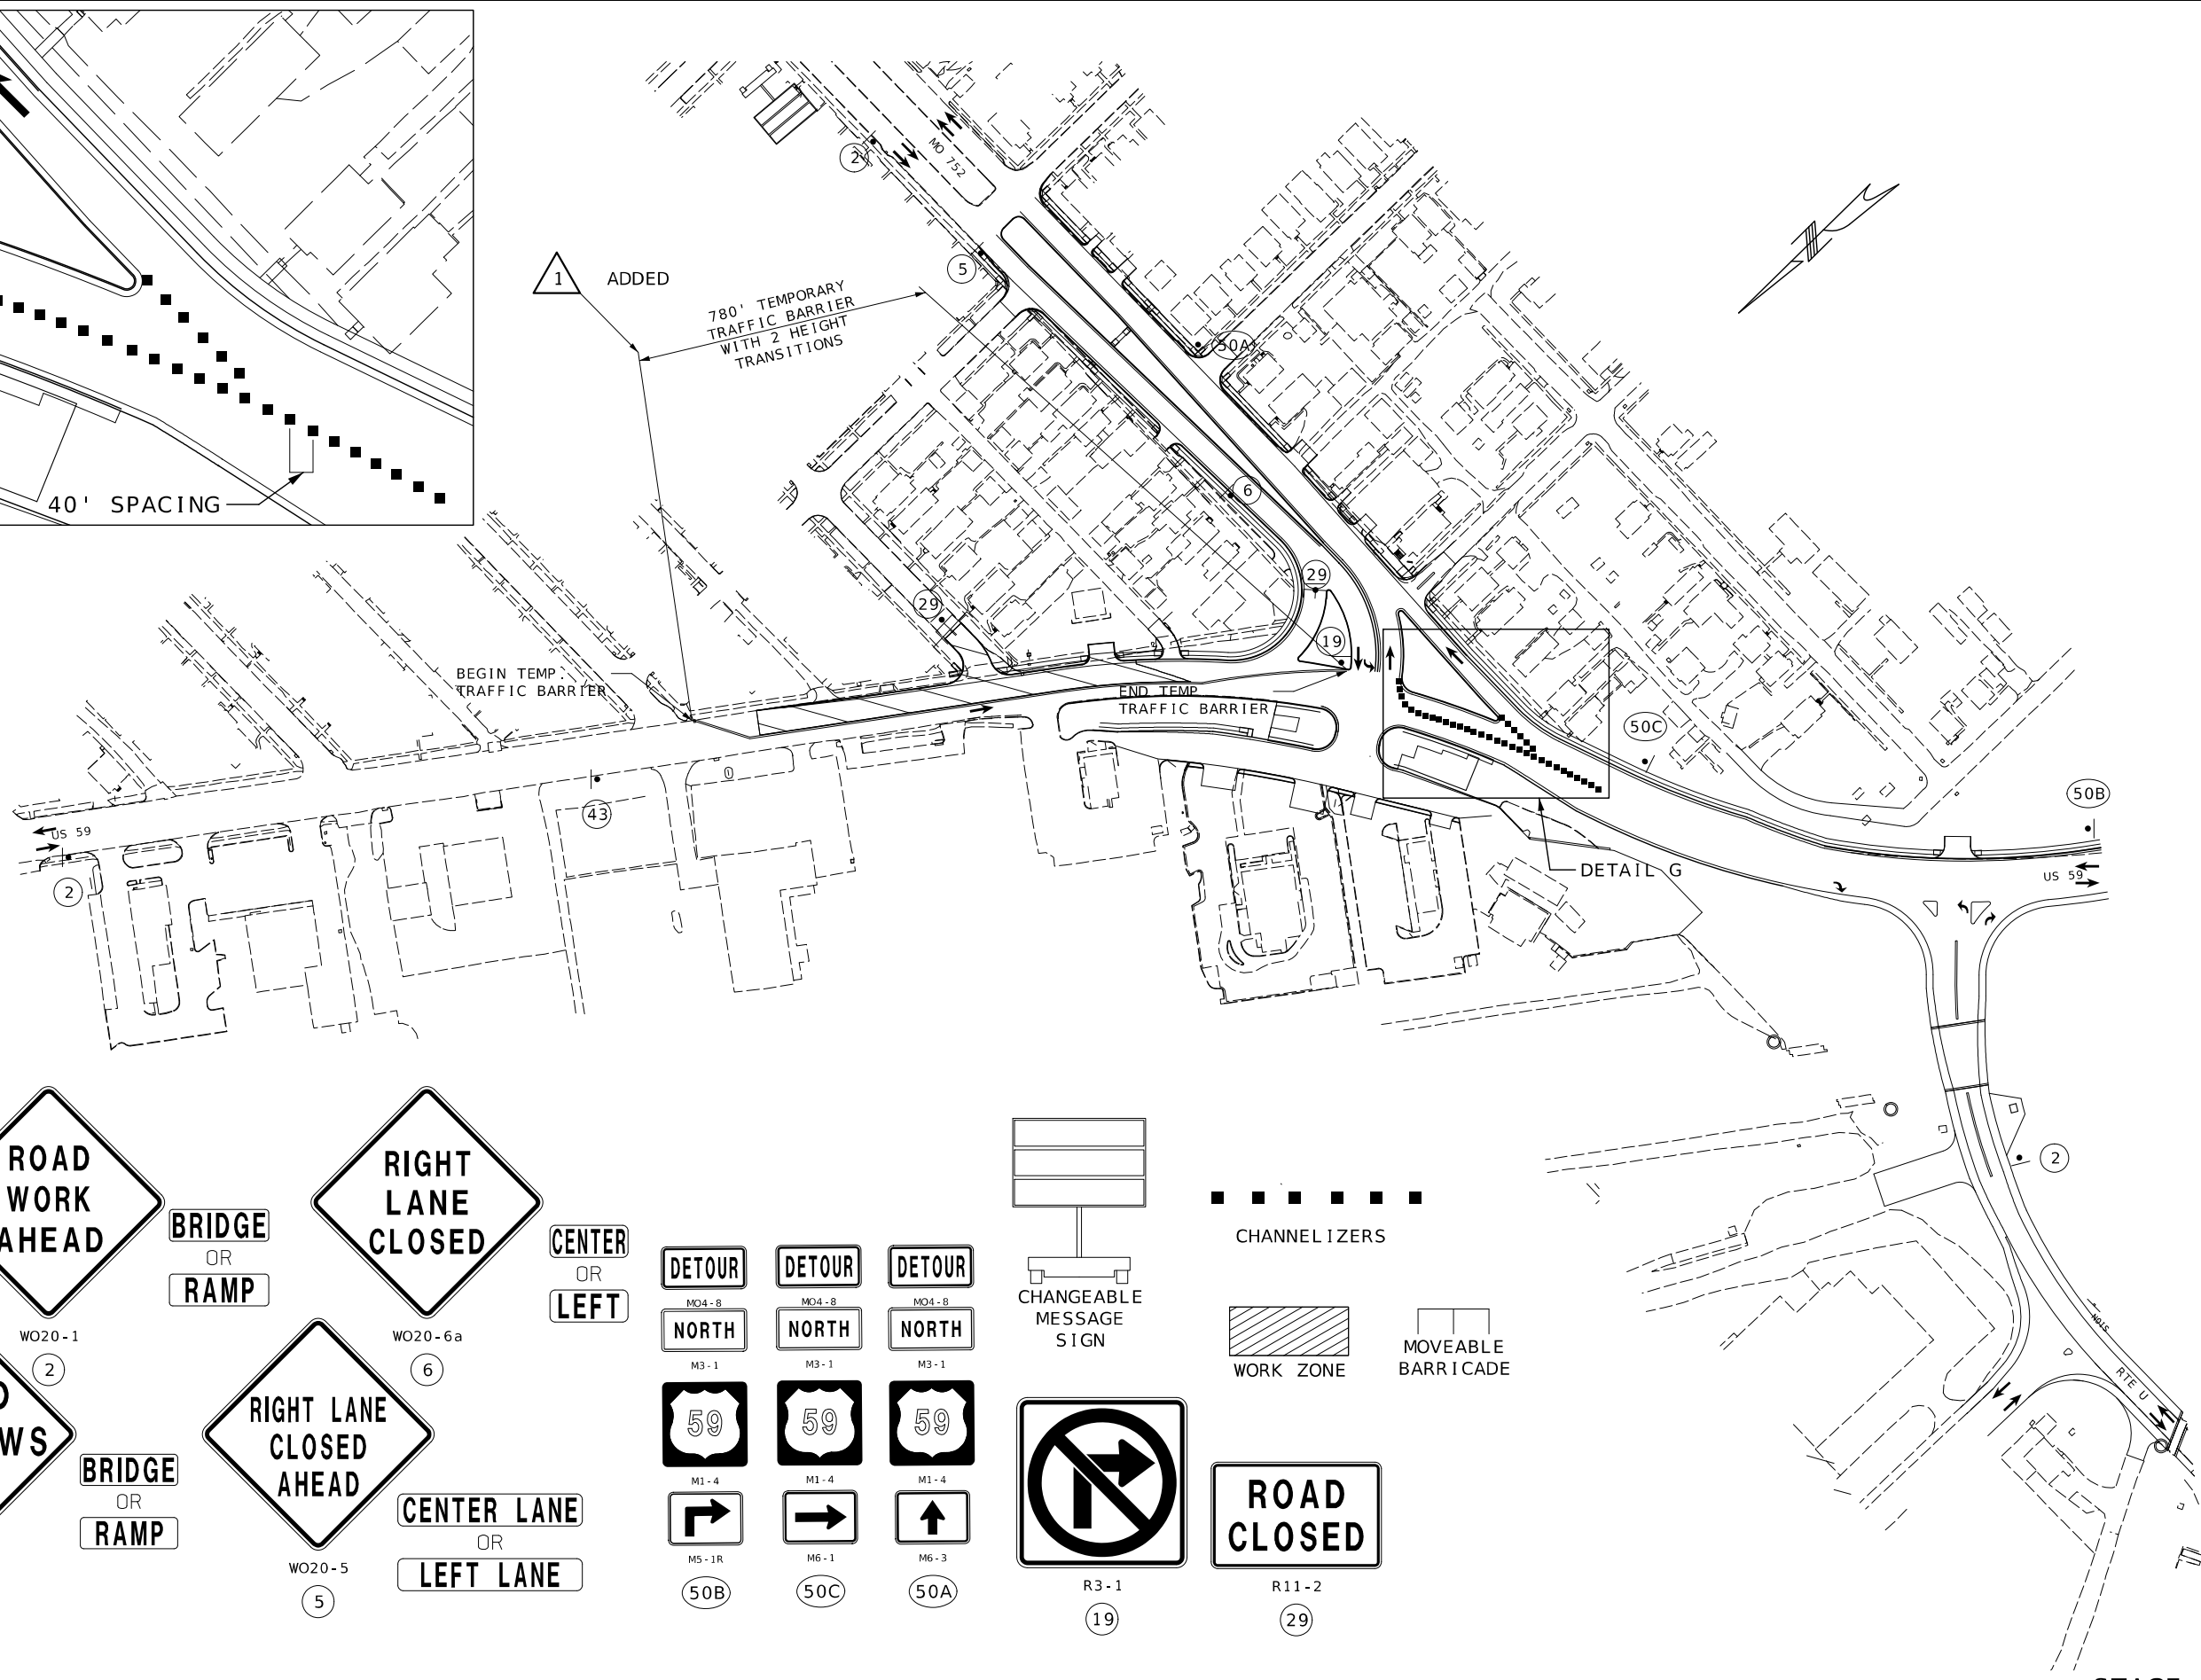 40' SPACING
1
ADDED
780' TEMPORARY
TRAFFIC BARRIER
WITH 2 HEIGHT
TRANSITIONS
2
MO 752
5
50A
6
29
29
19
BEGIN TEMP.
TRAFFIC BARRIER
END TEMP.
TRAFFIC BARRIER
50C
50B
43
US 59
2
DETAIL G
US 59
2
RTE U
ROAD
WORK
AHEAD
WO20-1
2
BRIDGE
OR
RAMP
RIGHT
LANE
CLOSED
WO20-6a
6
CENTER
OR
LEFT
WS
BRIDGE
OR
RAMP
RIGHT LANE
CLOSED
AHEAD
WO20-5
5
CENTER LANE
OR
LEFT LANE
DETOUR
MO4-8
NORTH
M3-1
59
M1-4
M5-1R
50B
DETOUR
MO4-8
NORTH
M3-1
59
M1-4
M6-1
50C
DETOUR
MO4-8
NORTH
M3-1
59
M1-4
M6-3
50A
CHANGEABLE
MESSAGE
SIGN
CHANNELIZERS
WORK ZONE
MOVEABLE
BARRICADE
R3-1
19
ROAD
CLOSED
R11-2
29